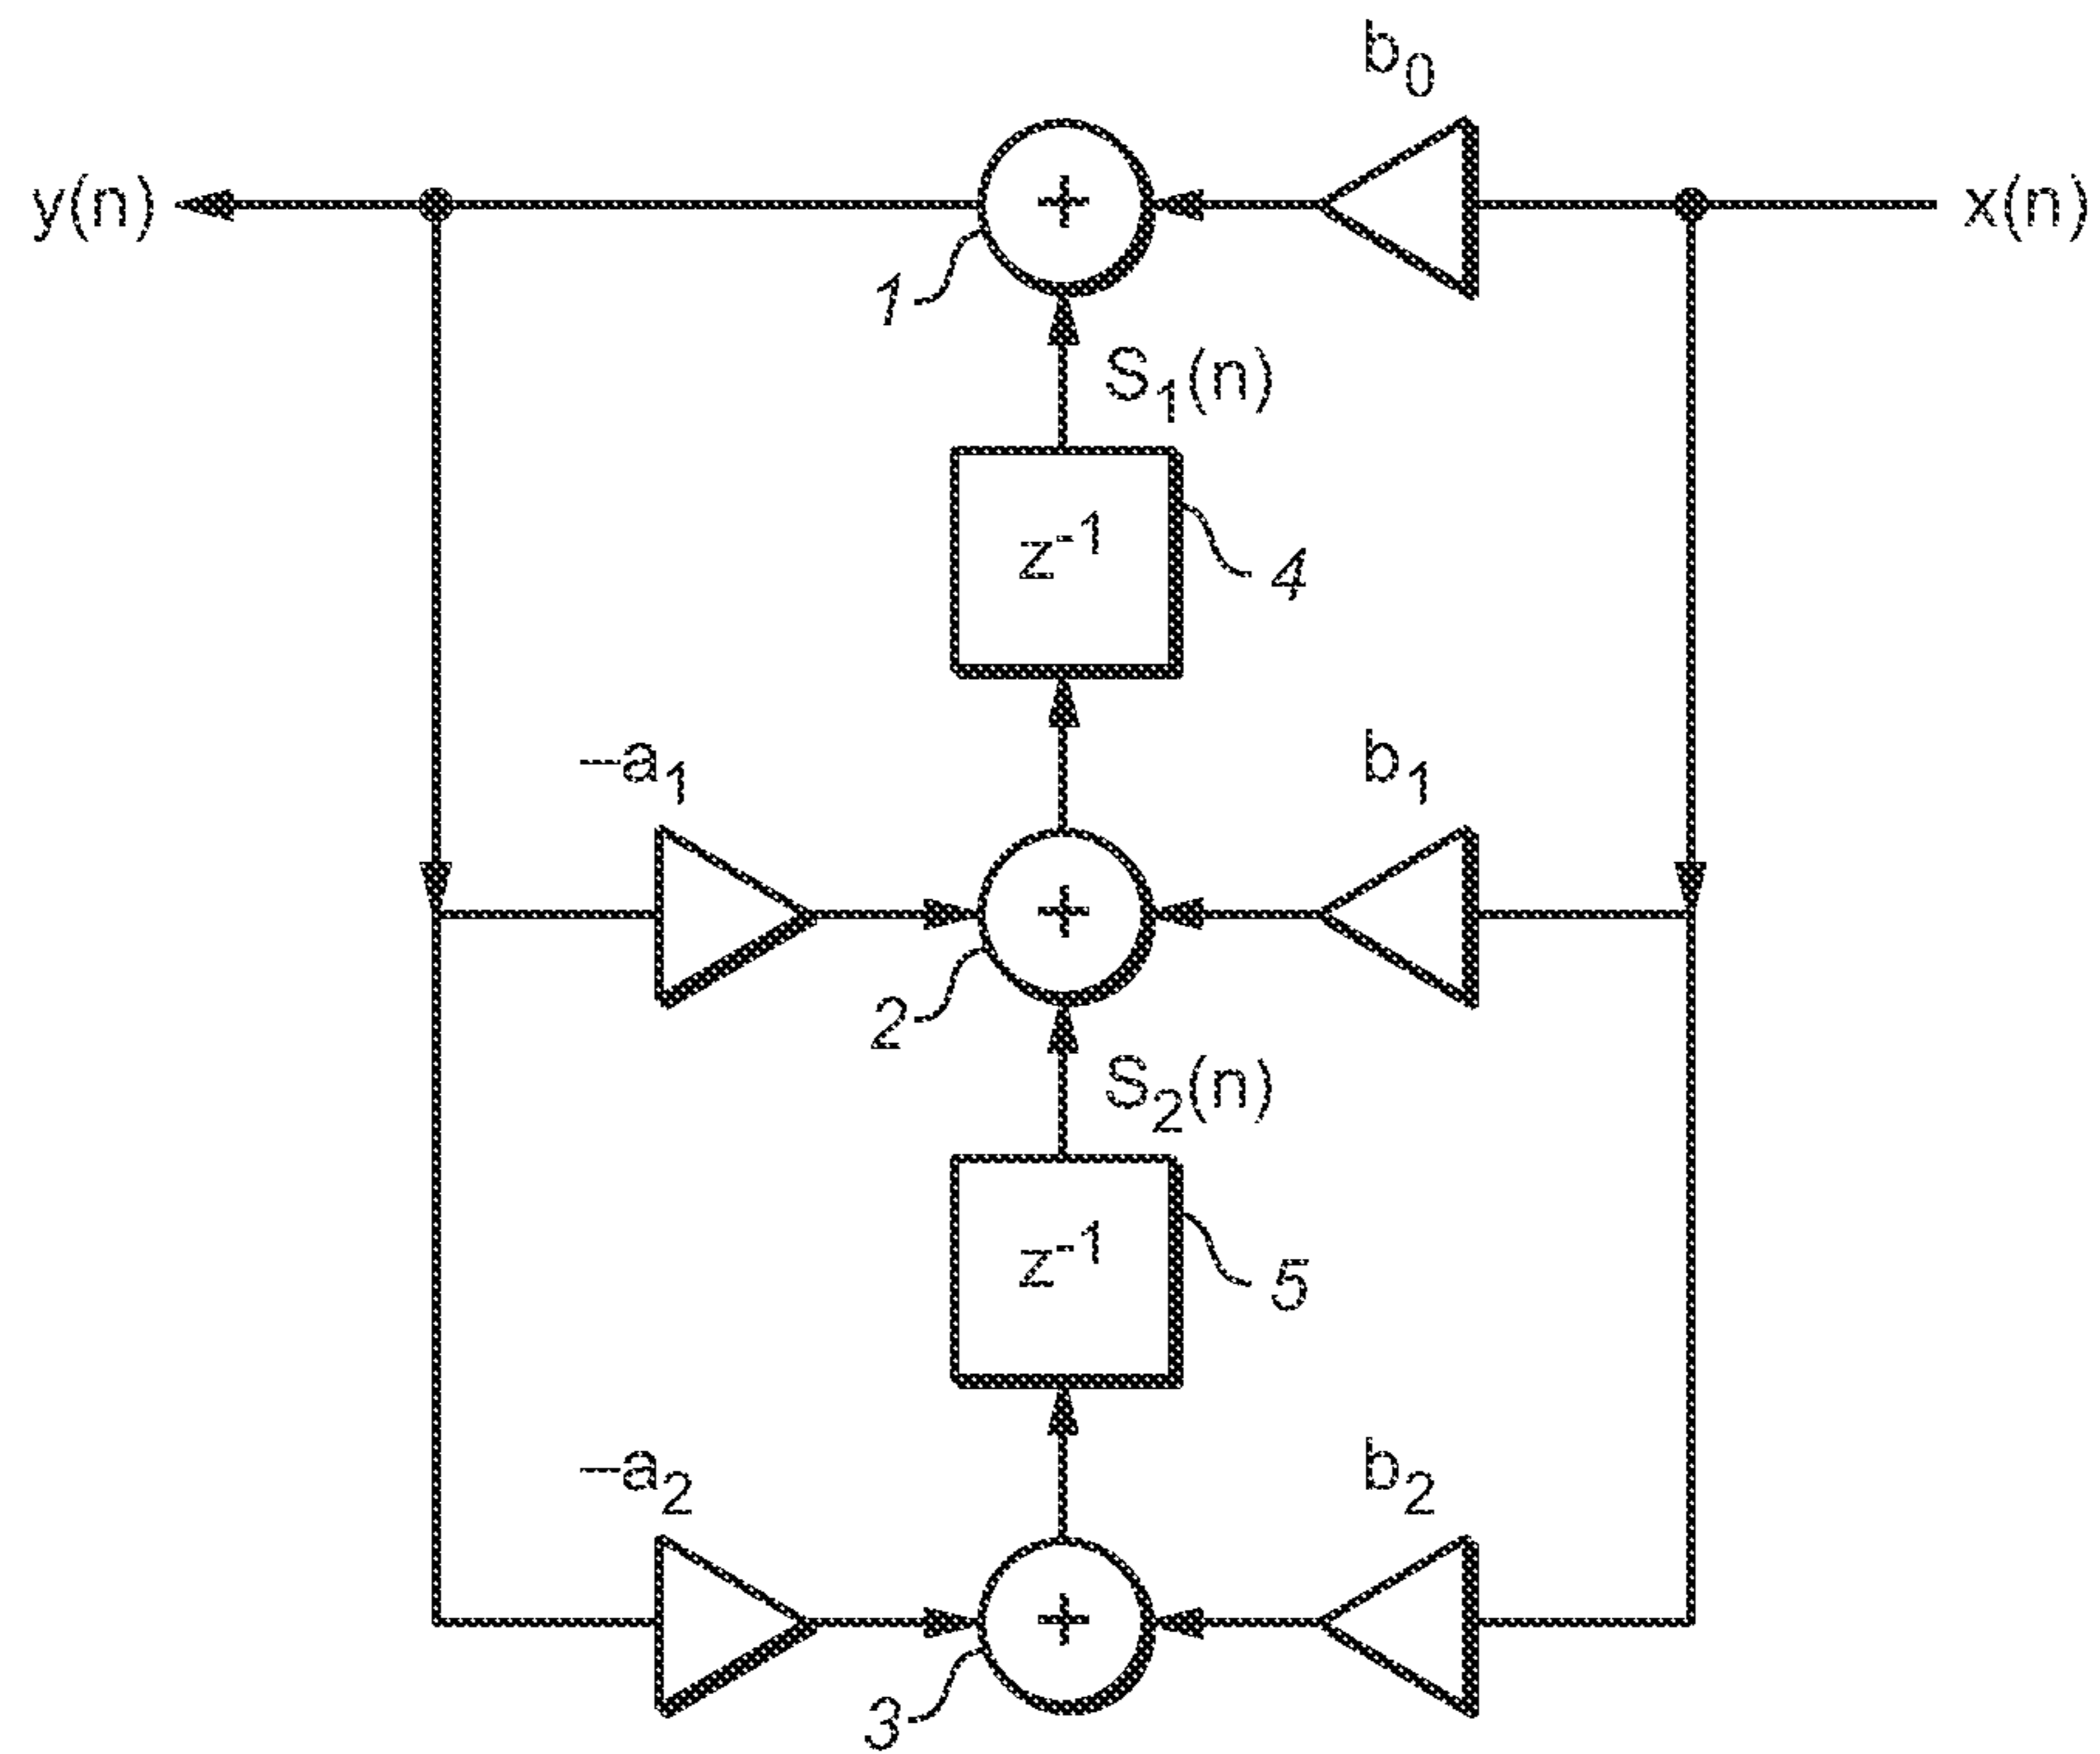 b₀
y(n)
+
x(n)
1
S₁(n)
z⁻¹
4
–a₁
b₁
+
2
S₂(n)
z⁻¹
5
–a₂
b₂
+
3